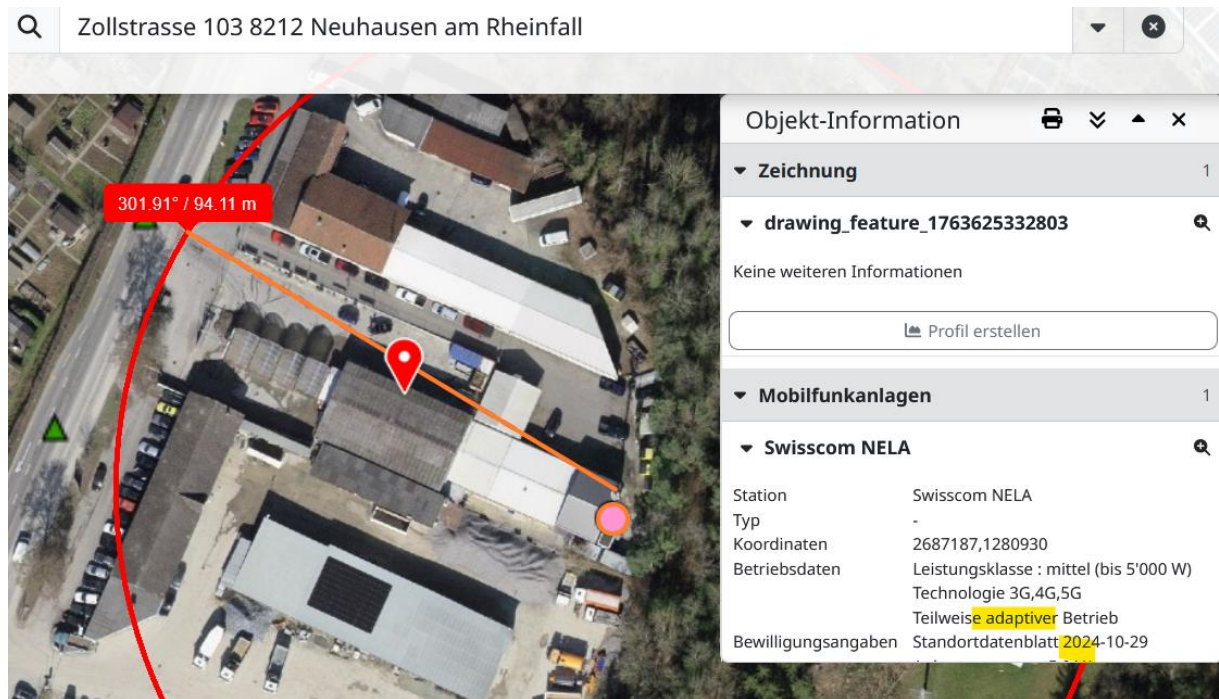 Zollstrasse 103 8212 Neuhausen am Rheinfall
301.91° / 94.11 m
Objekt-Information
Zeichnung 1
drawing_feature_1763625332803
Keine weiteren Informationen
Profil erstellen
Mobilfunkanlagen 1
Swisscom NELA
Station Swisscom NELA
Typ -
Koordinaten 2687187,1280930
Betriebsdaten Leistungsklasse : mittel (bis 5'000 W)
Technologie 3G,4G,5G
Teilweise adaptiver Betrieb
Bewilligungsangaben Standortdatenblatt 2024-10-29